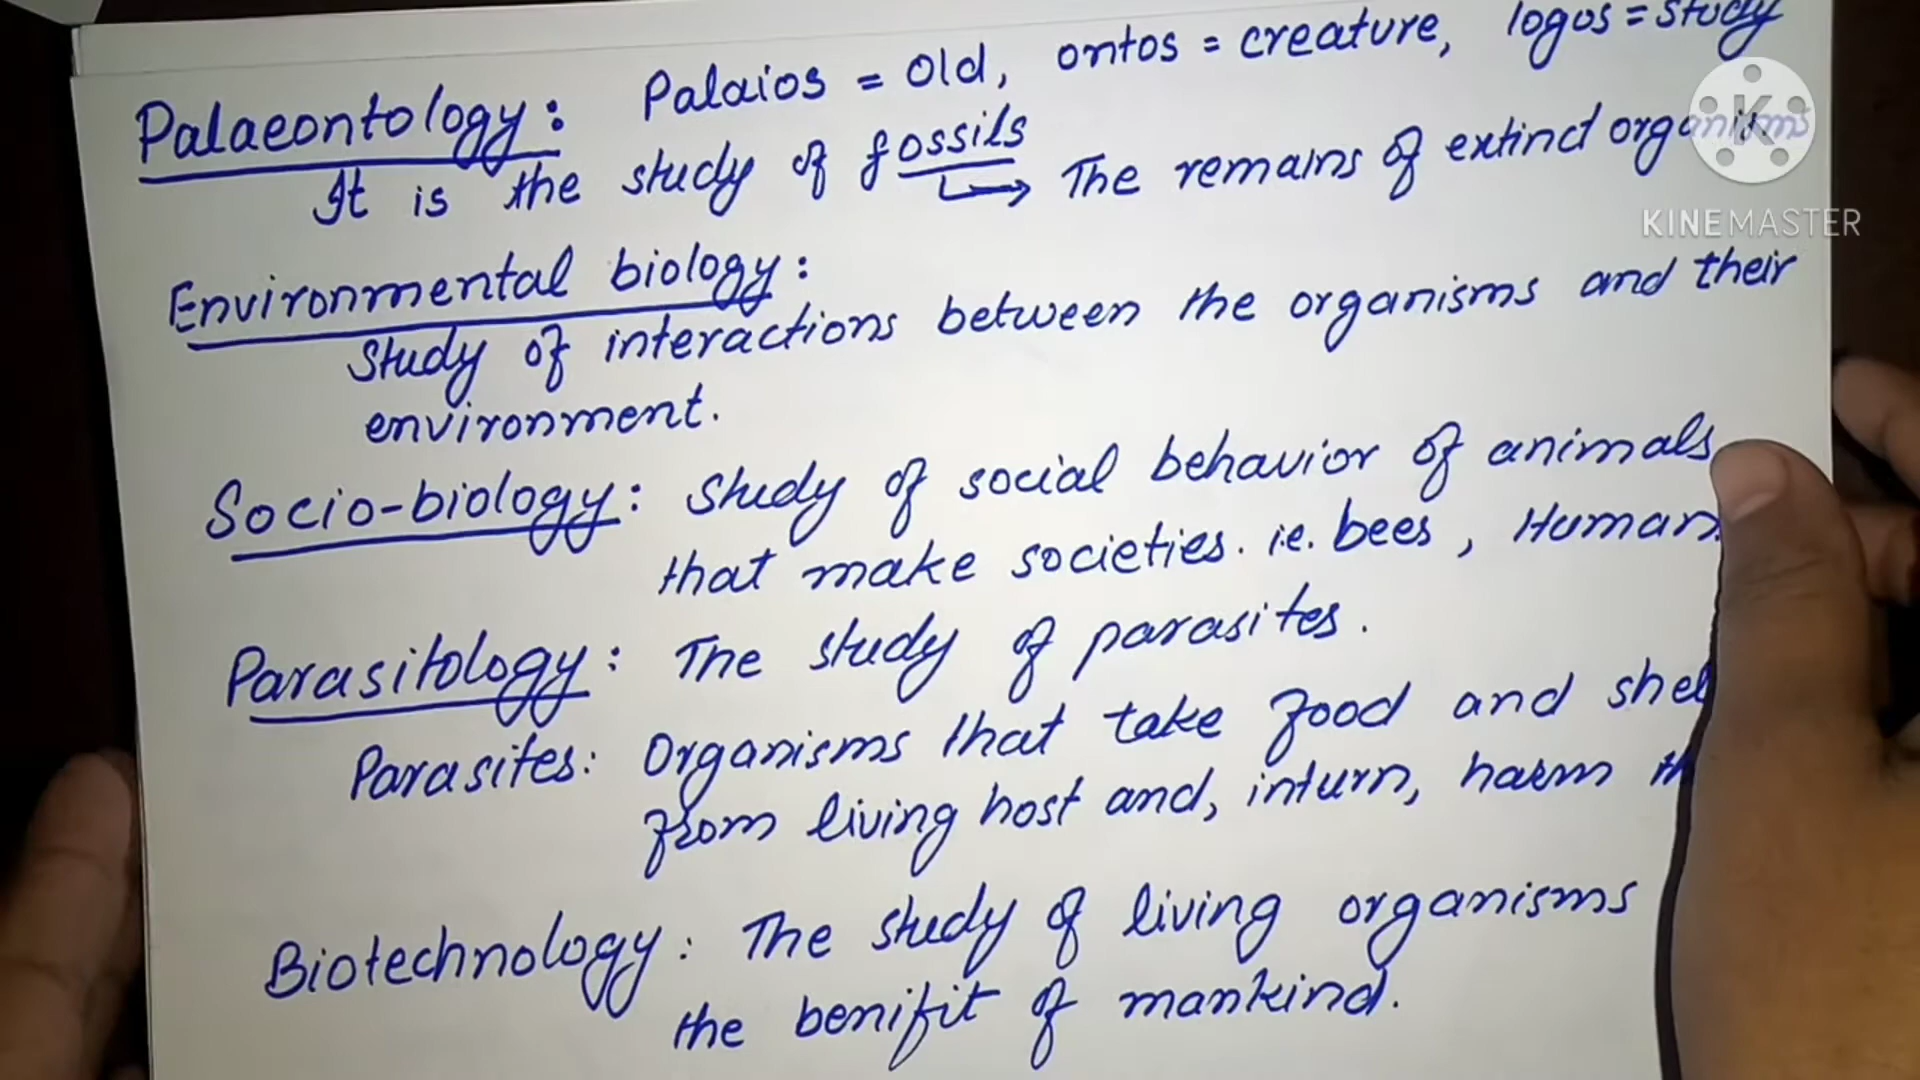 Palaeontology: Palaios = Old, ontos = creature, logos = study
It is the study of fossils → The remains of extinct organisms
KINEMASTER
Environmental biology:
Study of interactions between the organisms and their
environment.
Socio-biology: Study of social behavior of animals
that make societies. i.e. bees, Human.
Parasitology: The study of parasites.
Parasites: Organisms that take food and shel
from living host and, inturn, harm th
Biotechnology: The study of living organisms
the benifit of mankind.